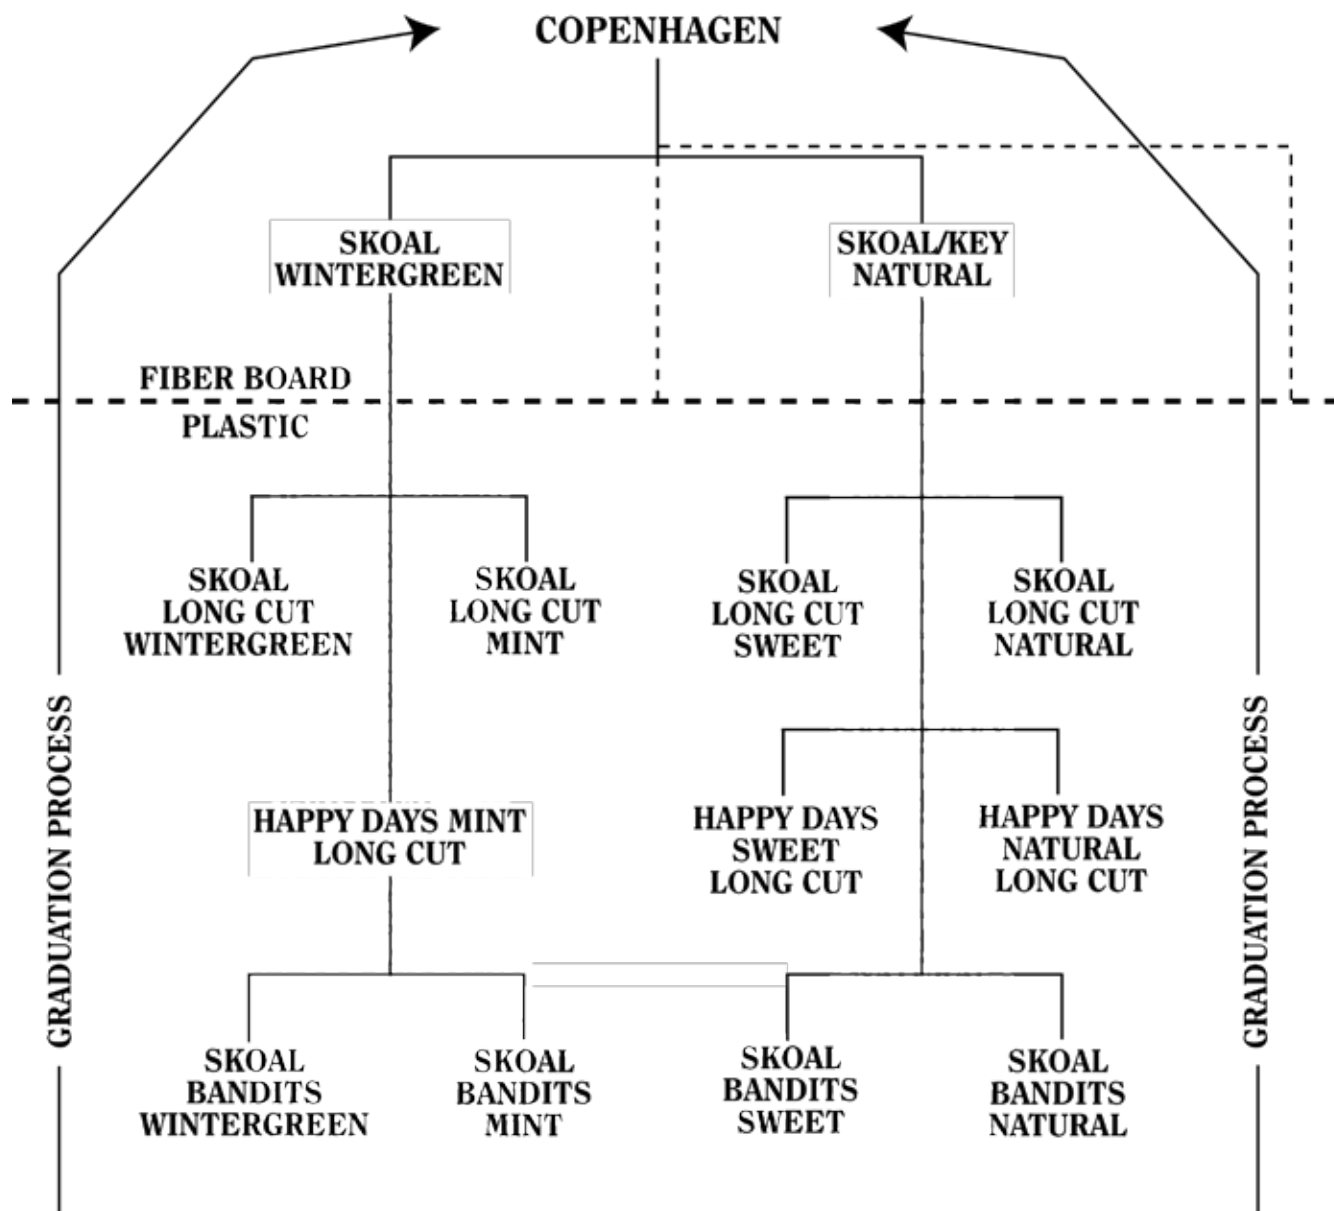 COPENHAGEN
SKOAL
WINTERGREEN
SKOAL/KEY
NATURAL
FIBER BOARD
PLASTIC
SKOAL
LONG CUT
WINTERGREEN
SKOAL
LONG CUT
MINT
SKOAL
LONG CUT
SWEET
SKOAL
LONG CUT
NATURAL
GRADUATION PROCESS
HAPPY DAYS MINT
LONG CUT
HAPPY DAYS
SWEET
LONG CUT
HAPPY DAYS
NATURAL
LONG CUT
GRADUATION PROCESS
SKOAL
BANDITS
WINTERGREEN
SKOAL
BANDITS
MINT
SKOAL
BANDITS
SWEET
SKOAL
BANDITS
NATURAL